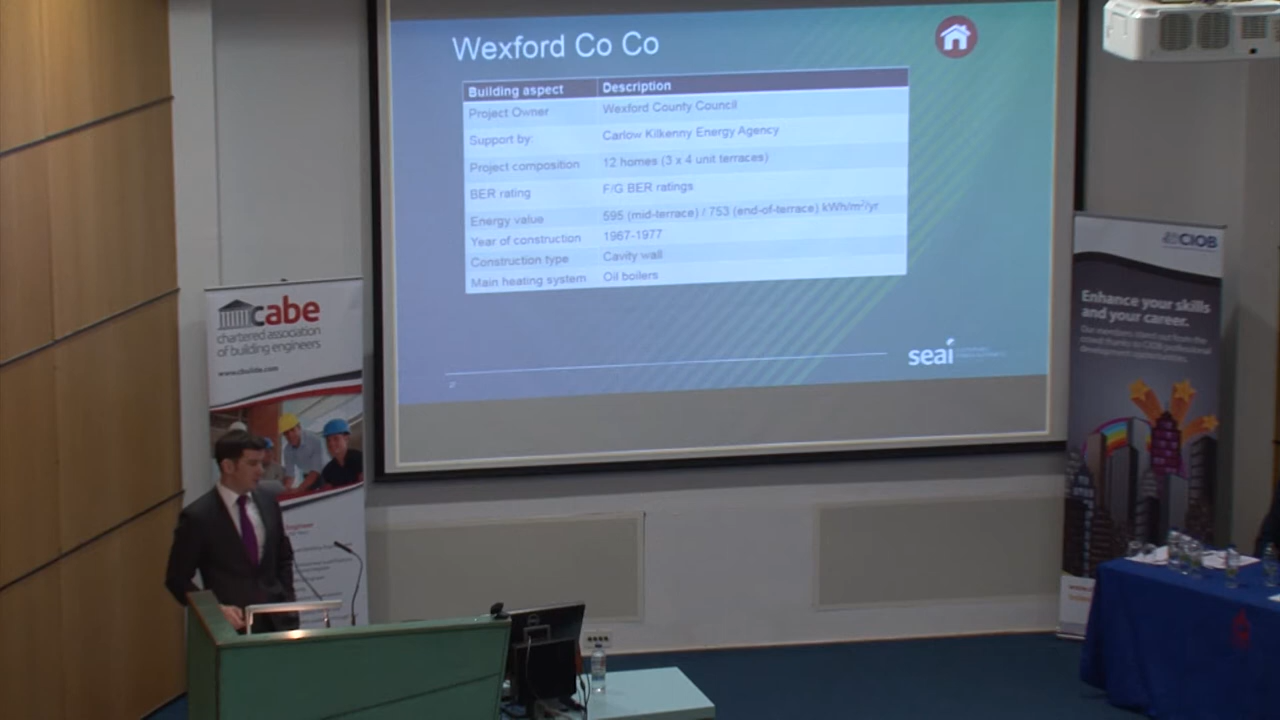 Wexford Co Co
Building aspect Description
Project Owner Wexford County Council
Support by: Carlow Kilkenny Energy Agency
Project composition 12 homes (3 x 4 unit terraces)
BER rating F/G BER ratings
Energy value 595 (mid-terrace) / 753 (end-of-terrace) kWh/m²/yr
Year of construction 1967-1977
Construction type Cavity wall
Main heating system Oil boilers
seai
cabe
chartered association
of building engineers
CIOB
Enhance your skills
and your career.